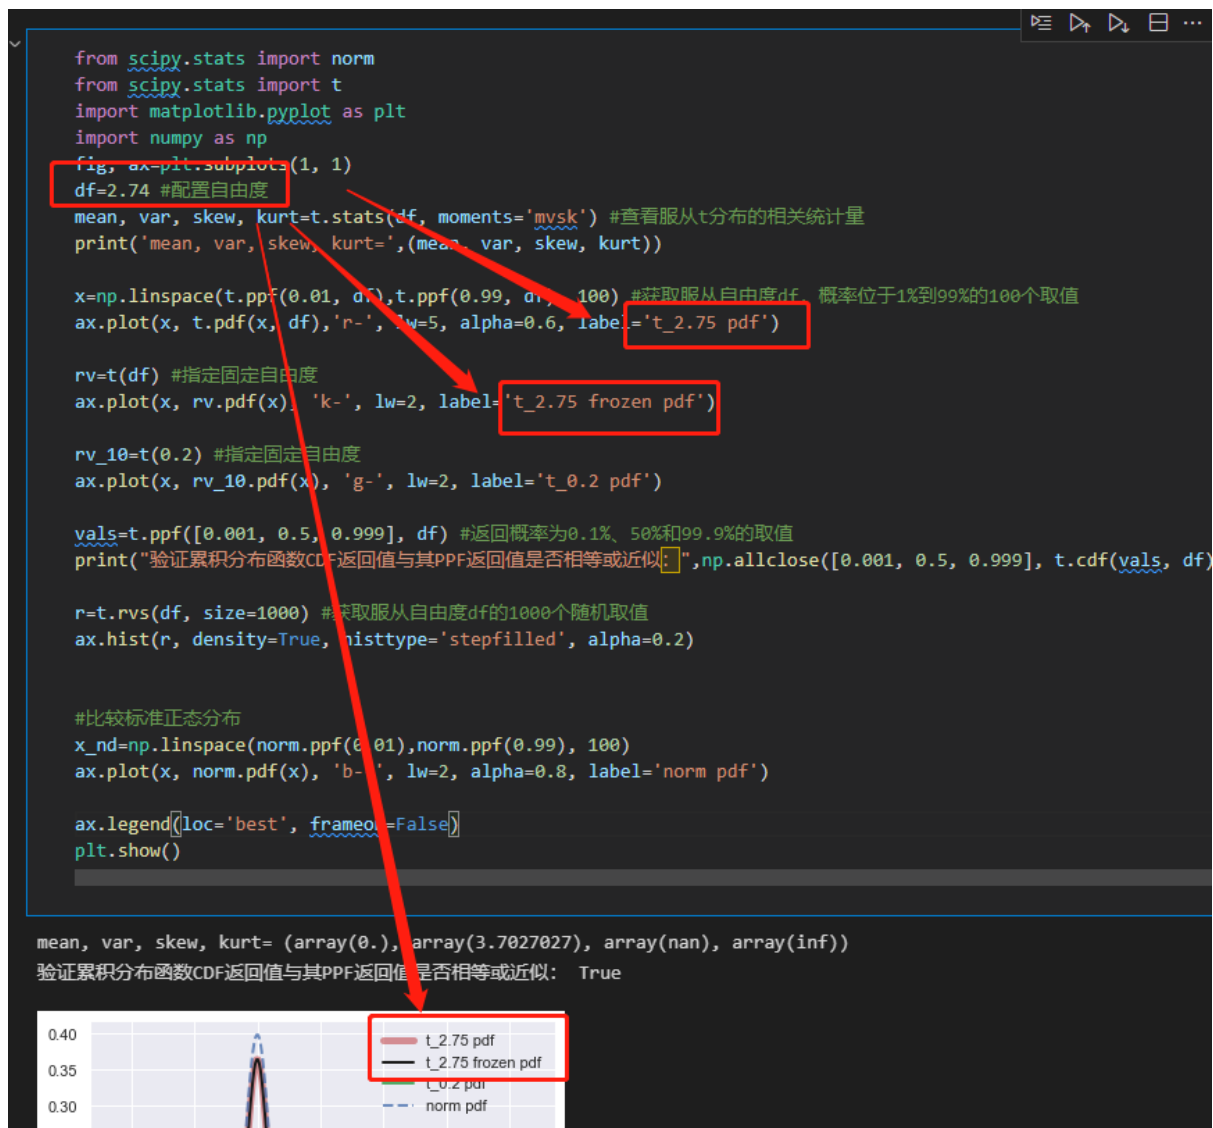 from scipy.stats import norm
from scipy.stats import t
import matplotlib.pyplot as plt
import numpy as np
fig, ax=plt.subplots(1, 1)
df=2.74 #配置自由度
mean, var, skew, kurt=t.stats(df, moments='mvsk') #查看服从t分布的相关统计量
print('mean, var, skew, kurt=',(mean, var, skew, kurt))
x=np.linspace(t.ppf(0.01, df),t.ppf(0.99, df), 100) #获取服从自由度df，概率位于1%到99%的100个取值
ax.plot(x, t.pdf(x, df),'r-', lw=5, alpha=0.6, label='t_2.75 pdf')
rv=t(df) #指定固定自由度
ax.plot(x, rv.pdf(x), 'k-', lw=2, label='t_2.75 frozen pdf')
rv_10=t(0.2) #指定固定自由度
ax.plot(x, rv_10.pdf(x), 'g-', lw=2, label='t_0.2 pdf')
vals=t.ppf([0.001, 0.5, 0.999], df) #返回概率为0.1%、50%和99.9%的取值
print("验证累积分布函数CDF返回值与其PPF返回值是否相等或近似：",np.allclose([0.001, 0.5, 0.999], t.cdf(vals, df)
r=t.rvs(df, size=1000) #获取服从自由度df的1000个随机取值
ax.hist(r, density=True, histtype='stepfilled', alpha=0.2)
#比较标准正态分布
x_nd=np.linspace(norm.ppf(0.01),norm.ppf(0.99), 100)
ax.plot(x, norm.pdf(x), 'b--', lw=2, alpha=0.8, label='norm pdf')
ax.legend(loc='best', frameon=False)
plt.show()
mean, var, skew, kurt= (array(0.), array(3.7027027), array(nan), array(inf))
验证累积分布函数CDF返回值与其PPF返回值是否相等或近似： True
0.40
0.35
0.30
t_2.75 pdf
t_2.75 frozen pdf
t_0.2 pdf
norm pdf